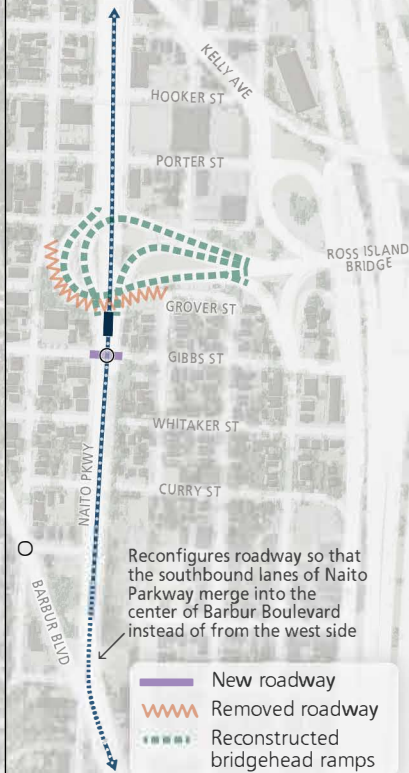 KELLY AVE
HOOKER ST
PORTER ST
ROSS ISLAND
BRIDGE
GROVER ST
GIBBS ST
WHITAKER ST
NAITO PKWY
CURRY ST
Reconfigures roadway so that
the southbound lanes of Naito
Parkway merge into the
center of Barbur Boulevard
instead of from the west side
BARBUR BLVD
New roadway
Removed roadway
Reconstructed
bridgehead ramps